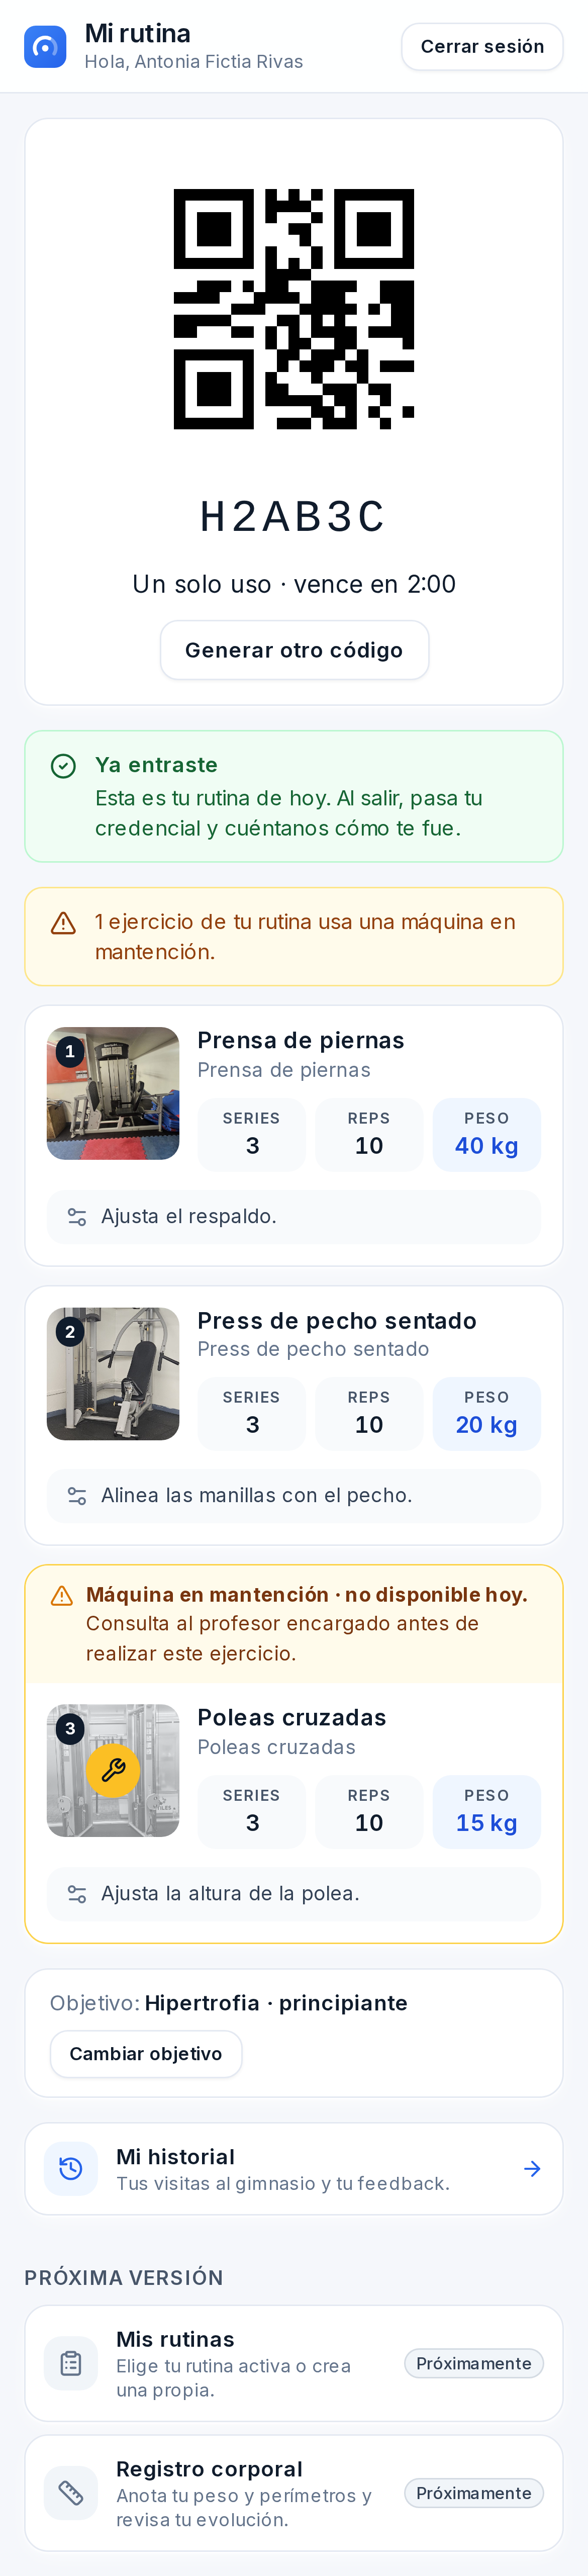 Mi rutina
Hola, Antonia Fictia Rivas
Cerrar sesión
H2AB3C
Un solo uso · vence en 2:00
Generar otro código
Ya entraste
Esta es tu rutina de hoy. Al salir, pasa tu
credencial y cuéntanos cómo te fue.
1 ejercicio de tu rutina usa una máquina en
mantención.
1
Prensa de piernas
Prensa de piernas
SERIES REPS PESO
3 10 40 kg
Ajusta el respaldo.
2
Press de pecho sentado
Press de pecho sentado
SERIES REPS PESO
3 10 20 kg
Alinea las manillas con el pecho.
Máquina en mantención · no disponible hoy.
Consulta al profesor encargado antes de
realizar este ejercicio.
3
Poleas cruzadas
Poleas cruzadas
SERIES REPS PESO
3 10 15 kg
Ajusta la altura de la polea.
Objetivo: Hipertrofia · principiante
Cambiar objetivo
Mi historial
Tus visitas al gimnasio y tu feedback.
PRÓXIMA VERSIÓN
Mis rutinas
Elige tu rutina activa o crea
una propia.
Próximamente
Registro corporal
Anota tu peso y perímetros y
revisa tu evolución.
Próximamente